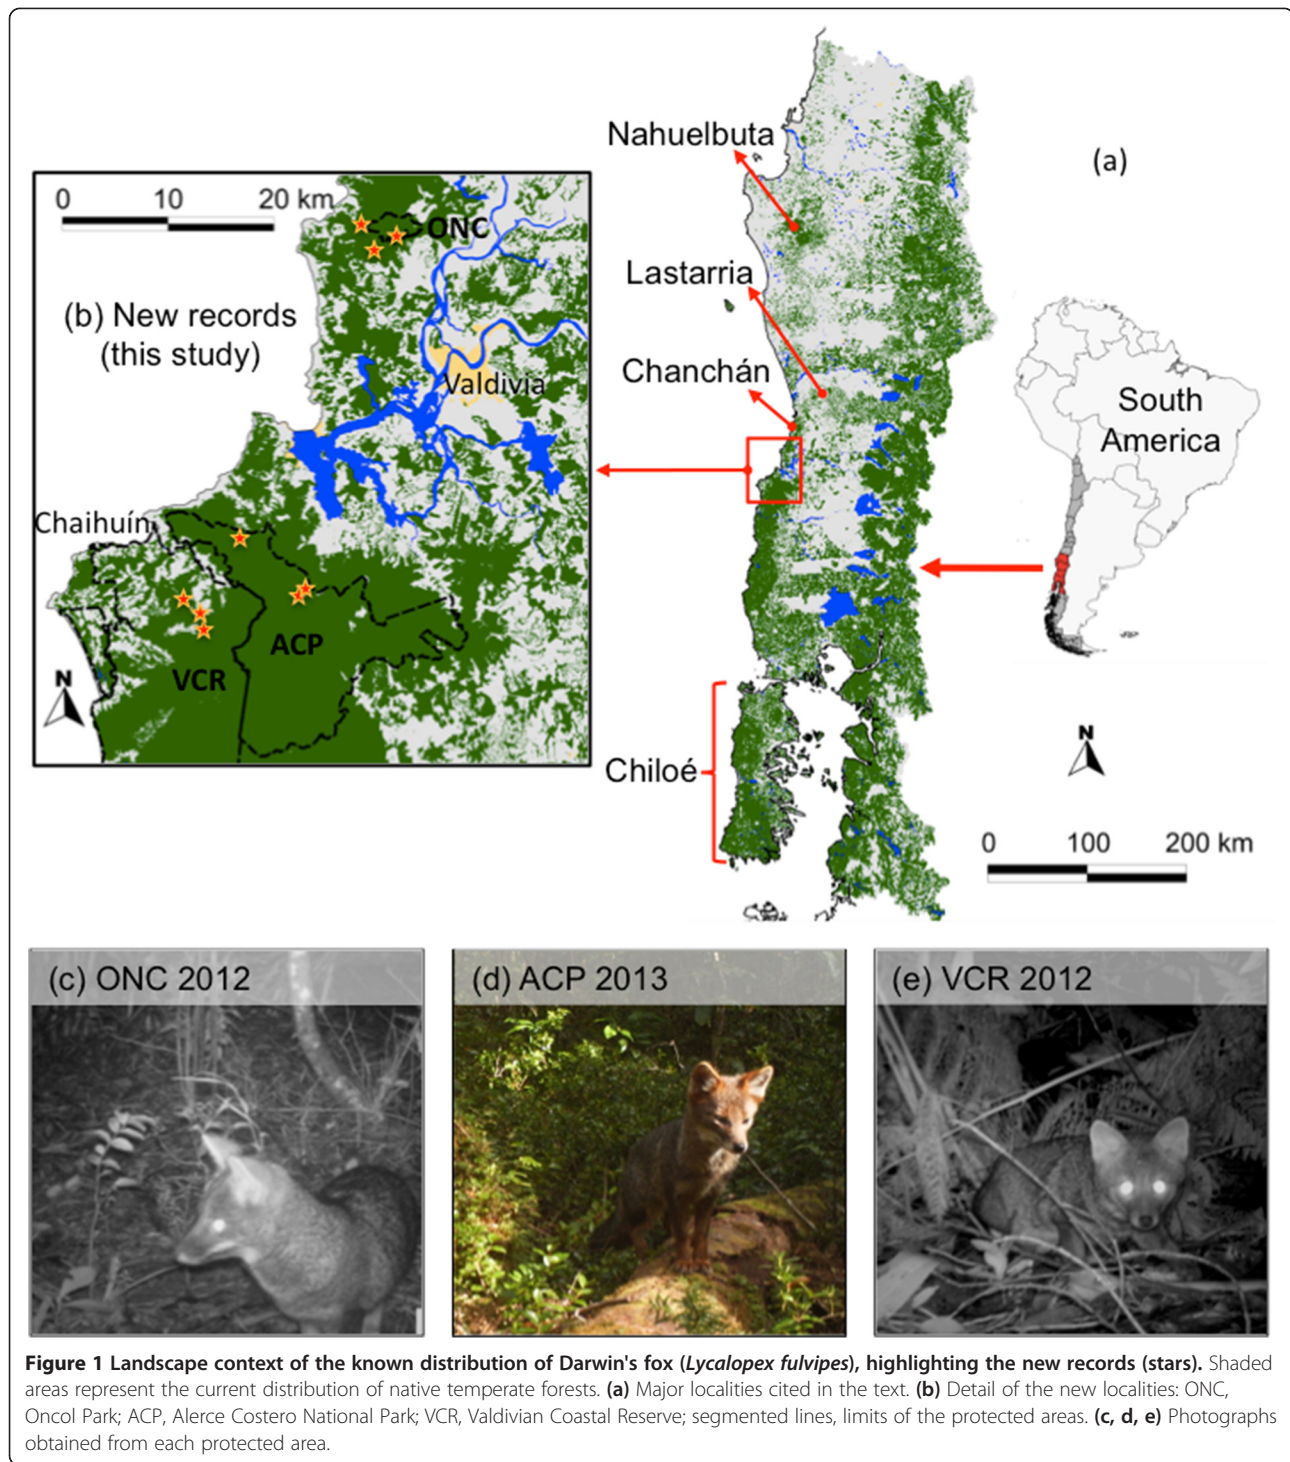 Nahuelbuta
(a)
Lastarria
Chanchán
South
America
Chiloé
N
0 100 200 km
0 10 20 km
ONC
(b) New records
(this study)
Valdivia
Chaihuín
ACP
VCR
N
(c) ONC 2012
(d) ACP 2013
(e) VCR 2012
Figure 1 Landscape context of the known distribution of Darwin's fox (Lycalopex fulvipes), highlighting the new records (stars). Shaded
areas represent the current distribution of native temperate forests. (a) Major localities cited in the text. (b) Detail of the new localities: ONC,
Oncol Park; ACP, Alerce Costero National Park; VCR, Valdivian Coastal Reserve; segmented lines, limits of the protected areas. (c, d, e) Photographs
obtained from each protected area.